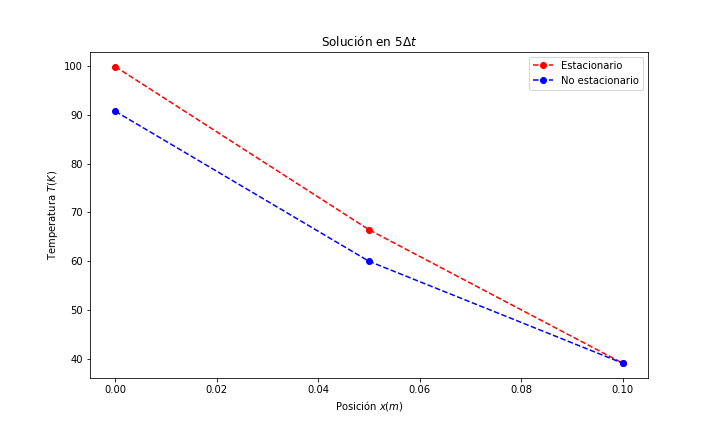 Solución en 5Δt
Estacionario
No estacionario
Temperatura T(K)
100
90
80
70
60
50
40
0.00
0.02
0.04
0.06
0.08
0.10
Posición x(m)